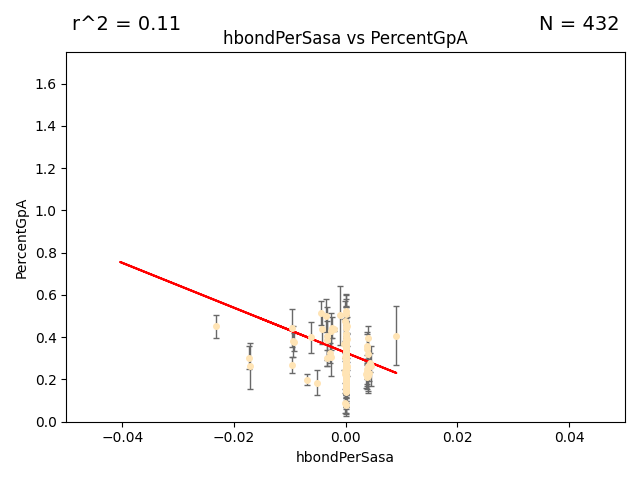 r^2 = 0.11
N = 432
hbondPerSasa vs PercentGpA
1.6
1.4
1.2
1.0
0.8
0.6
0.4
0.2
0.0
PercentGpA
−0.04
−0.02
0.00
0.02
0.04
hbondPerSasa